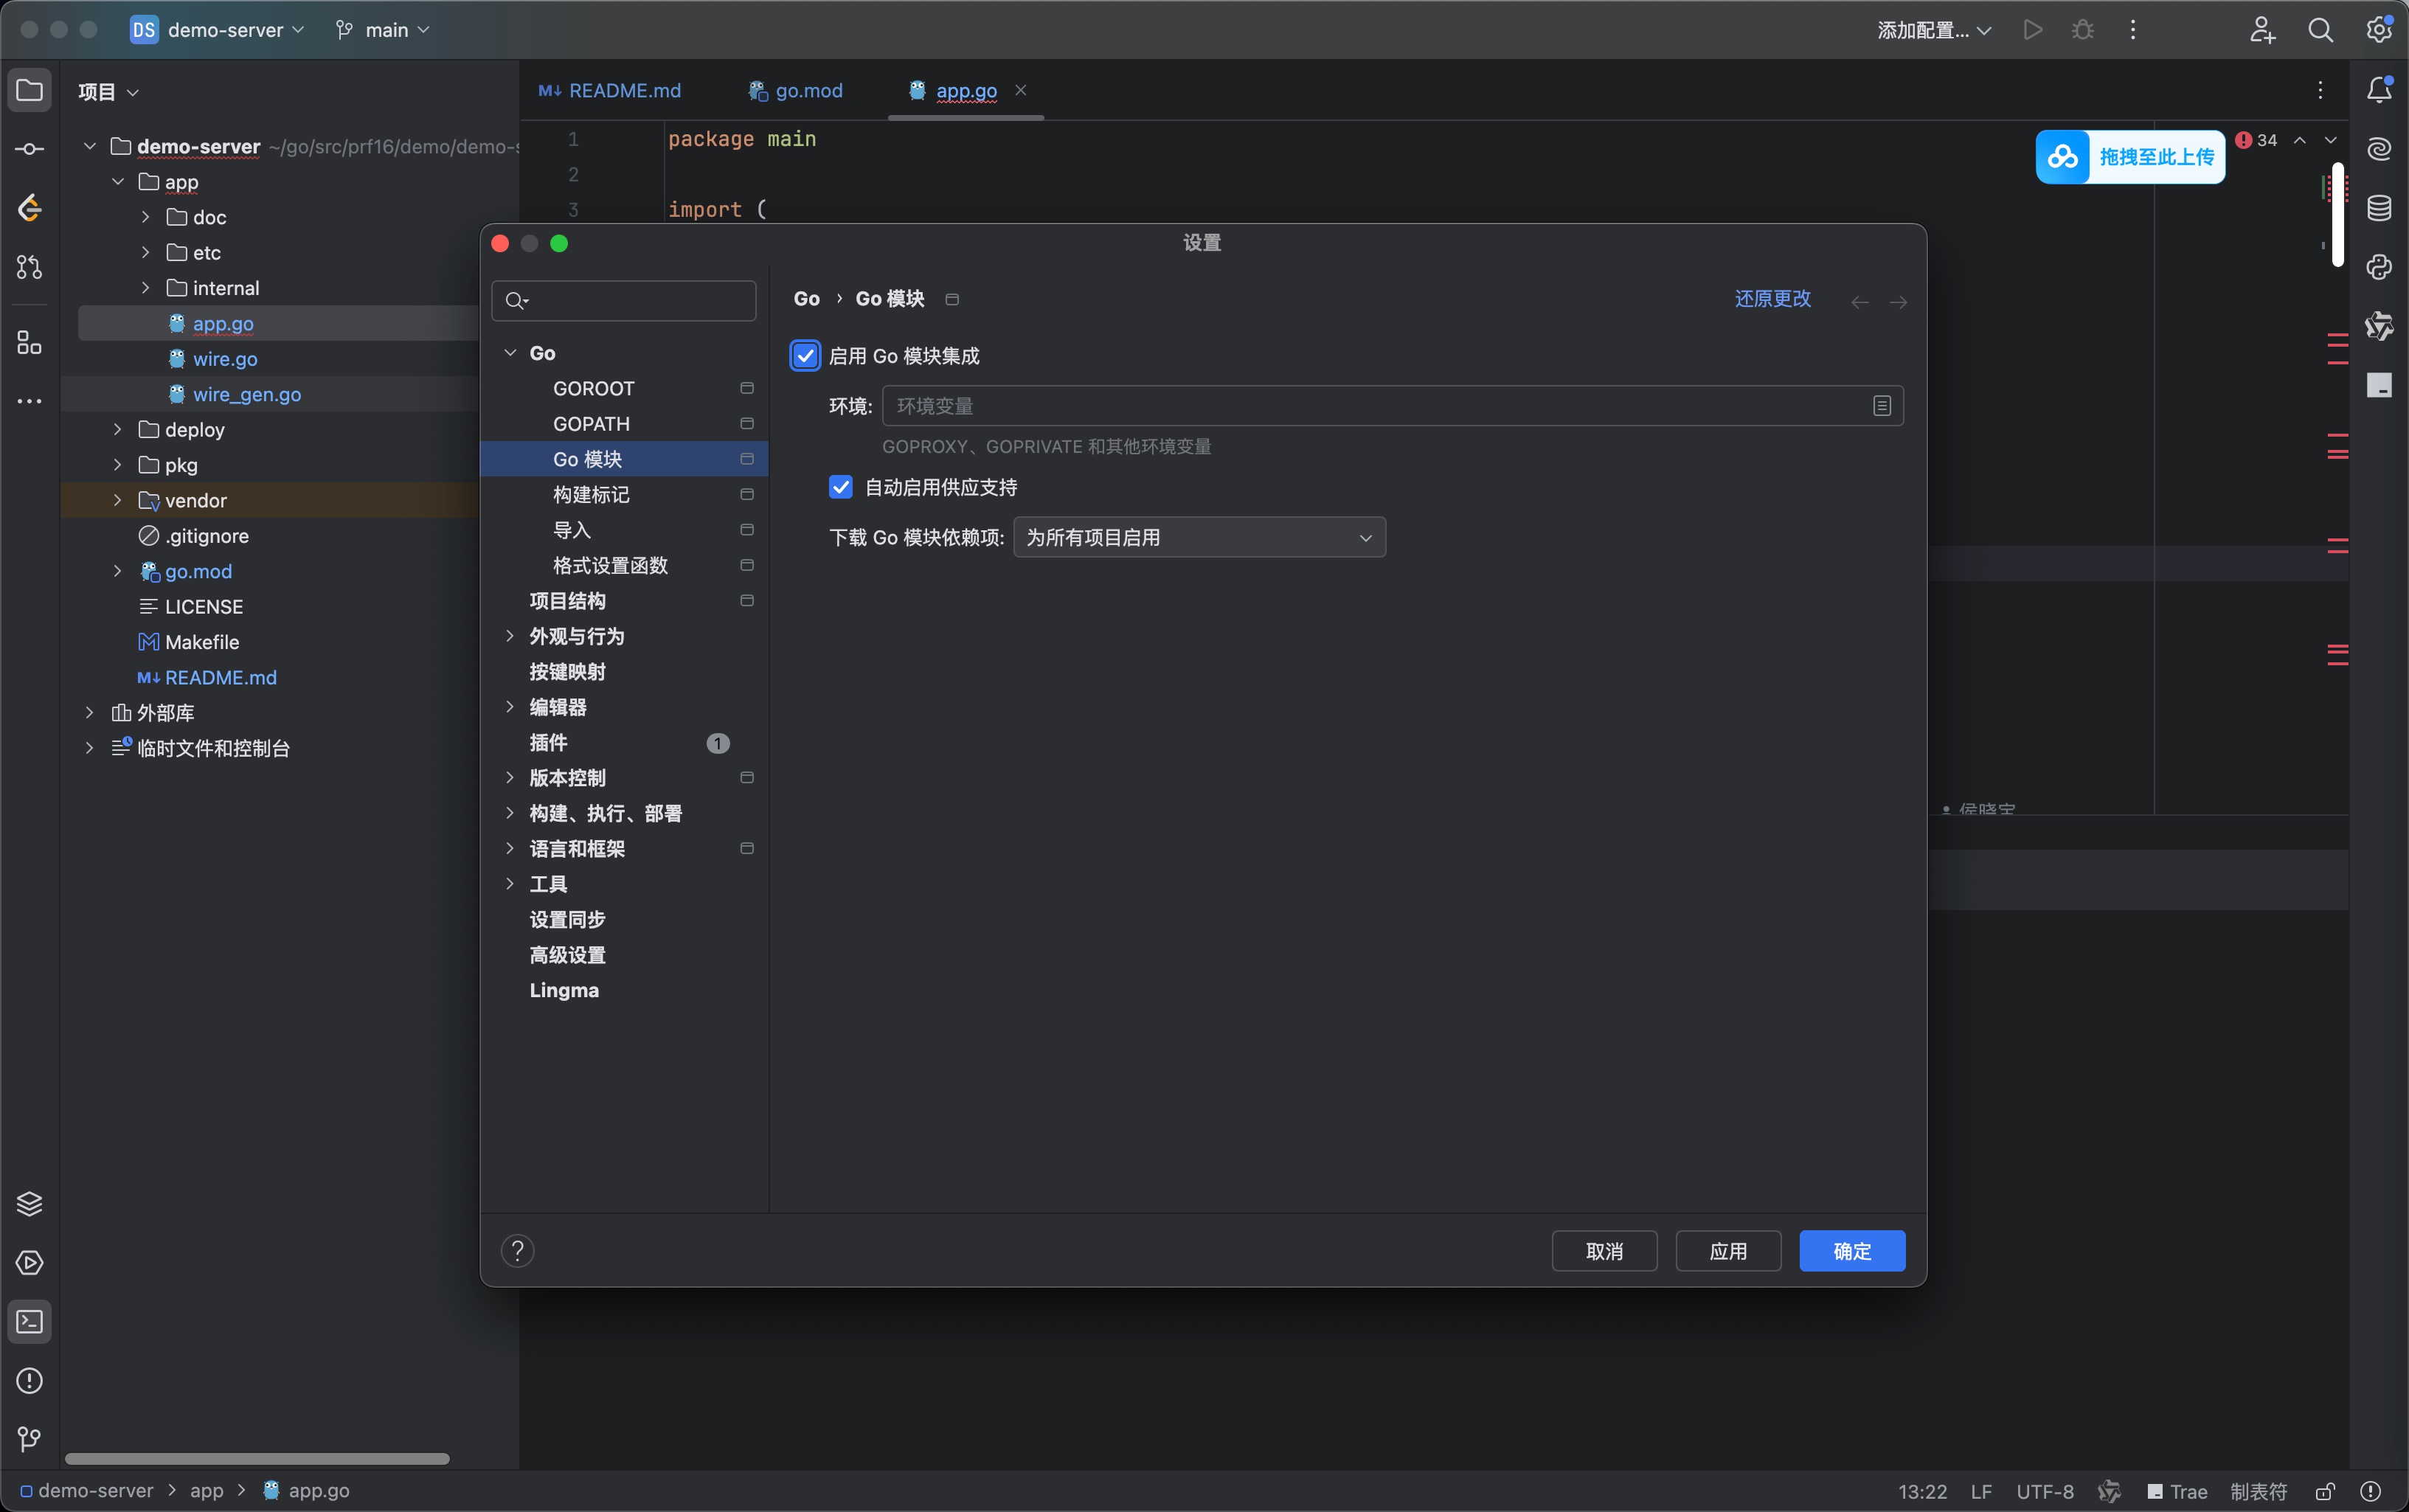 DS demo-server main 添加配置...
项目
README.md go.mod app.go
demo-server ~/go/src/prf16/demo/demo-s
app
doc
etc
internal
app.go
wire.go
wire_gen.go
deploy
pkg
vendor
.gitignore
go.mod
LICENSE
Makefile
README.md
外部库
临时文件和控制台
1 package main
2
3 import (
拖拽至此上传
34
设置
Go
GOROOT
GOPATH
Go 模块
构建标记
导入
格式设置函数
项目结构
外观与行为
按键映射
编辑器
插件 1
版本控制
构建、执行、部署
语言和框架
工具
设置同步
高级设置
Lingma
Go › Go 模块 还原更改
启用 Go 模块集成
环境: 环境变量
GOPROXY、GOPRIVATE 和其他环境变量
自动启用供应支持
下载 Go 模块依赖项: 为所有项目启用
侯晓宝
? 取消 应用 确定
demo-server > app > app.go
13:22 LF UTF-8 Trae 制表符